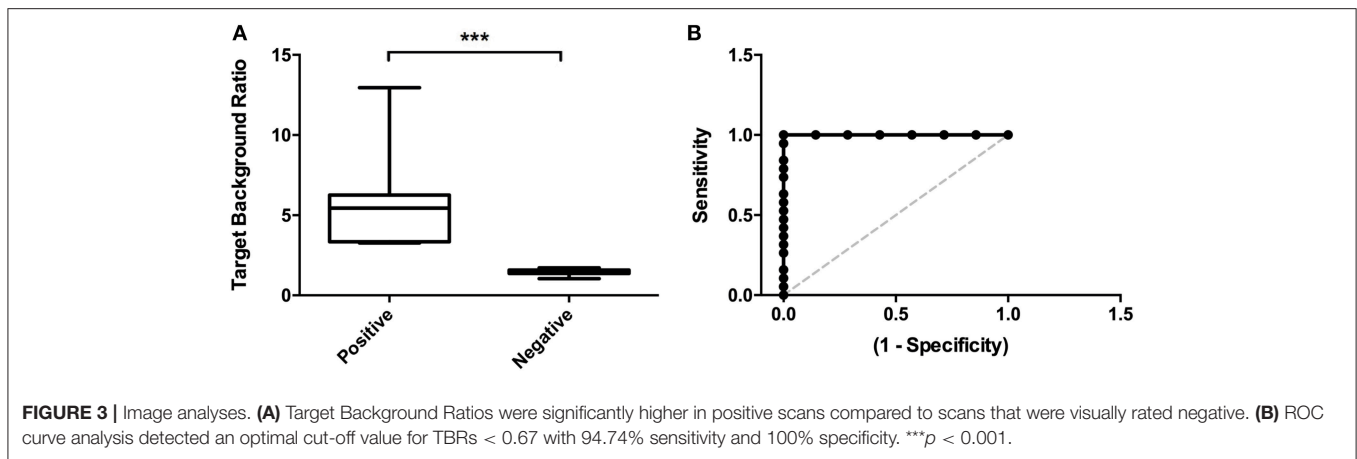 A
***
15
10
5
0
Target Background Ratio
Positive
Negative
B
1.5
1.0
0.5
0.0
Sensitivity
0.0
0.5
1.0
1.5
(1 - Specificity)
FIGURE 3 | Image analyses. (A) Target Background Ratios were significantly higher in positive scans compared to scans that were visually rated negative. (B) ROC
curve analysis detected an optimal cut-off value for TBRs < 0.67 with 94.74% sensitivity and 100% specificity. ***p < 0.001.